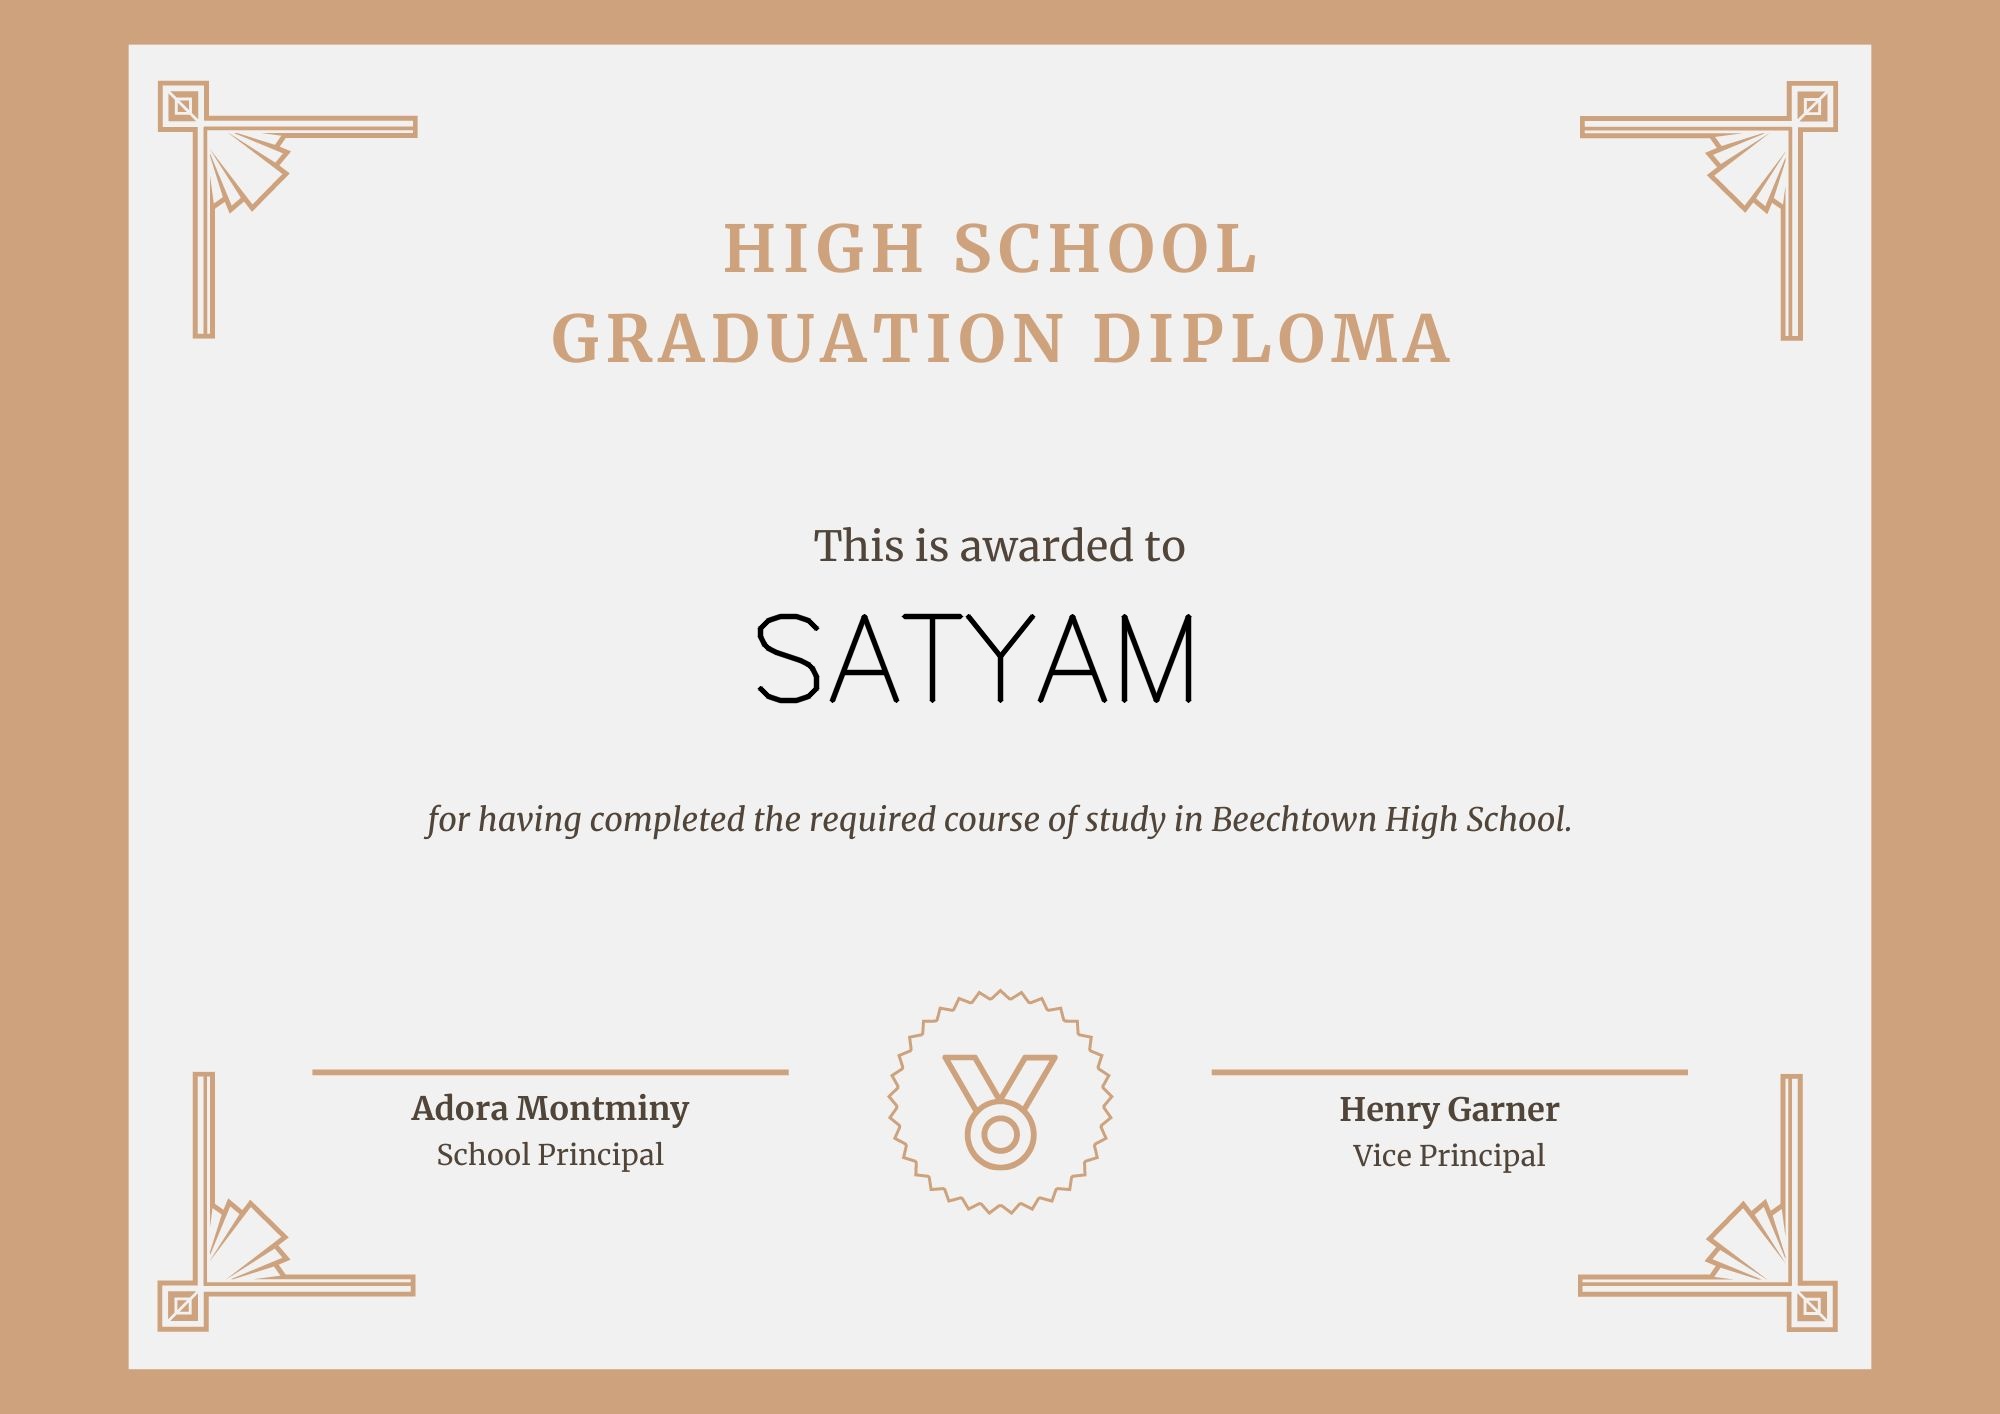 HIGH SCHOOL
GRADUATION DIPLOMA
This is awarded to
SATYAM
for having completed the required course of study in Beechtown High School.
Adora Montminy
School Principal
Henry Garner
Vice Principal